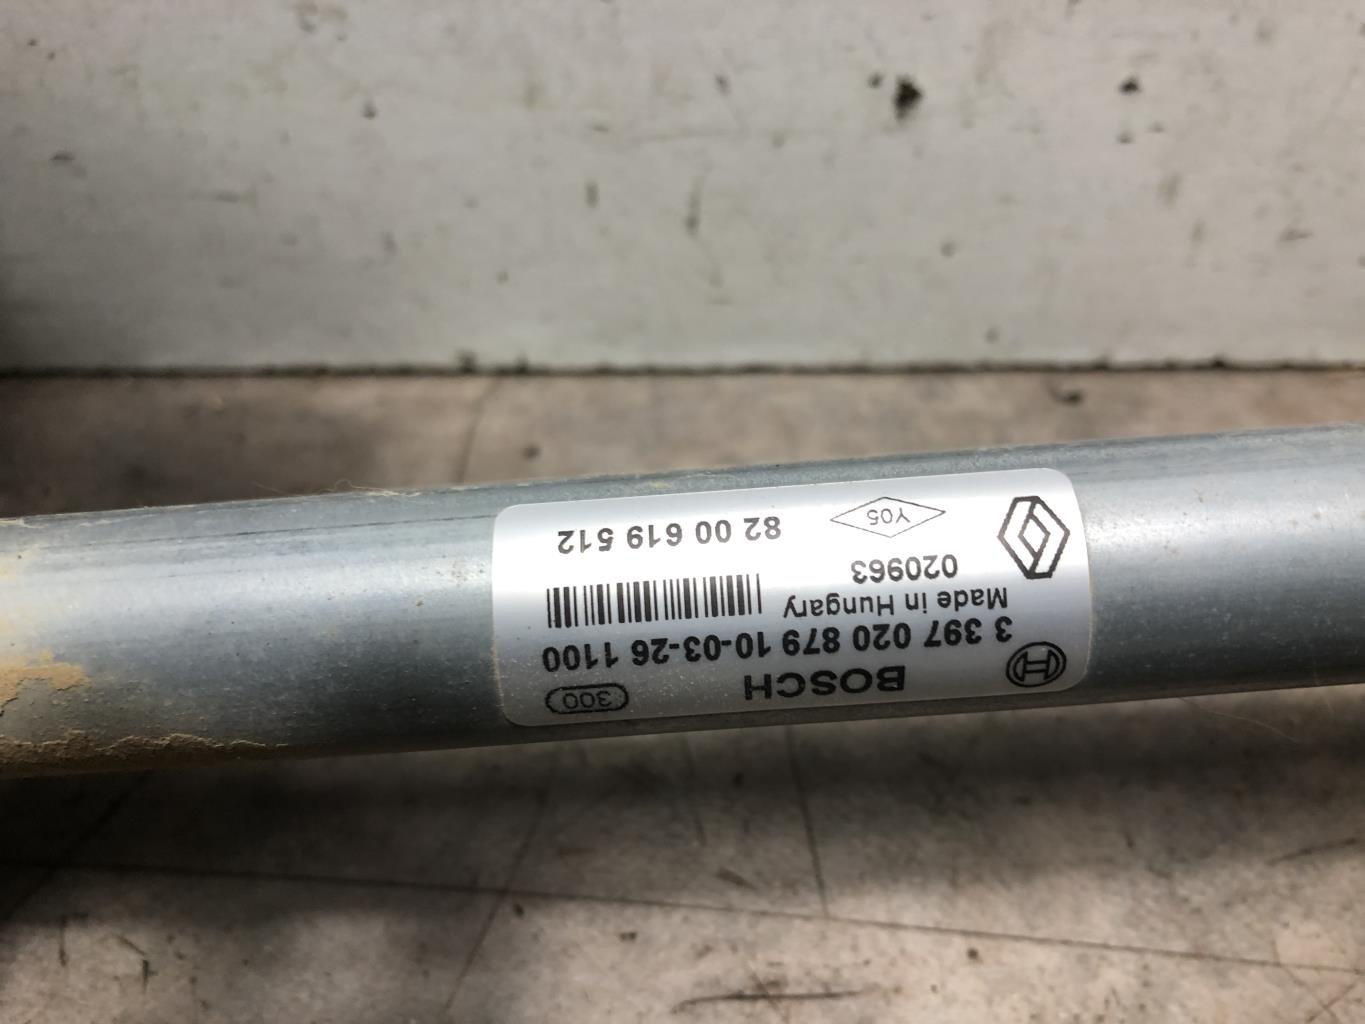 BOSCH 300
3 397 020 879 10-03-26 1100
Made in Hungary
020963
Y05 82 00 619 512